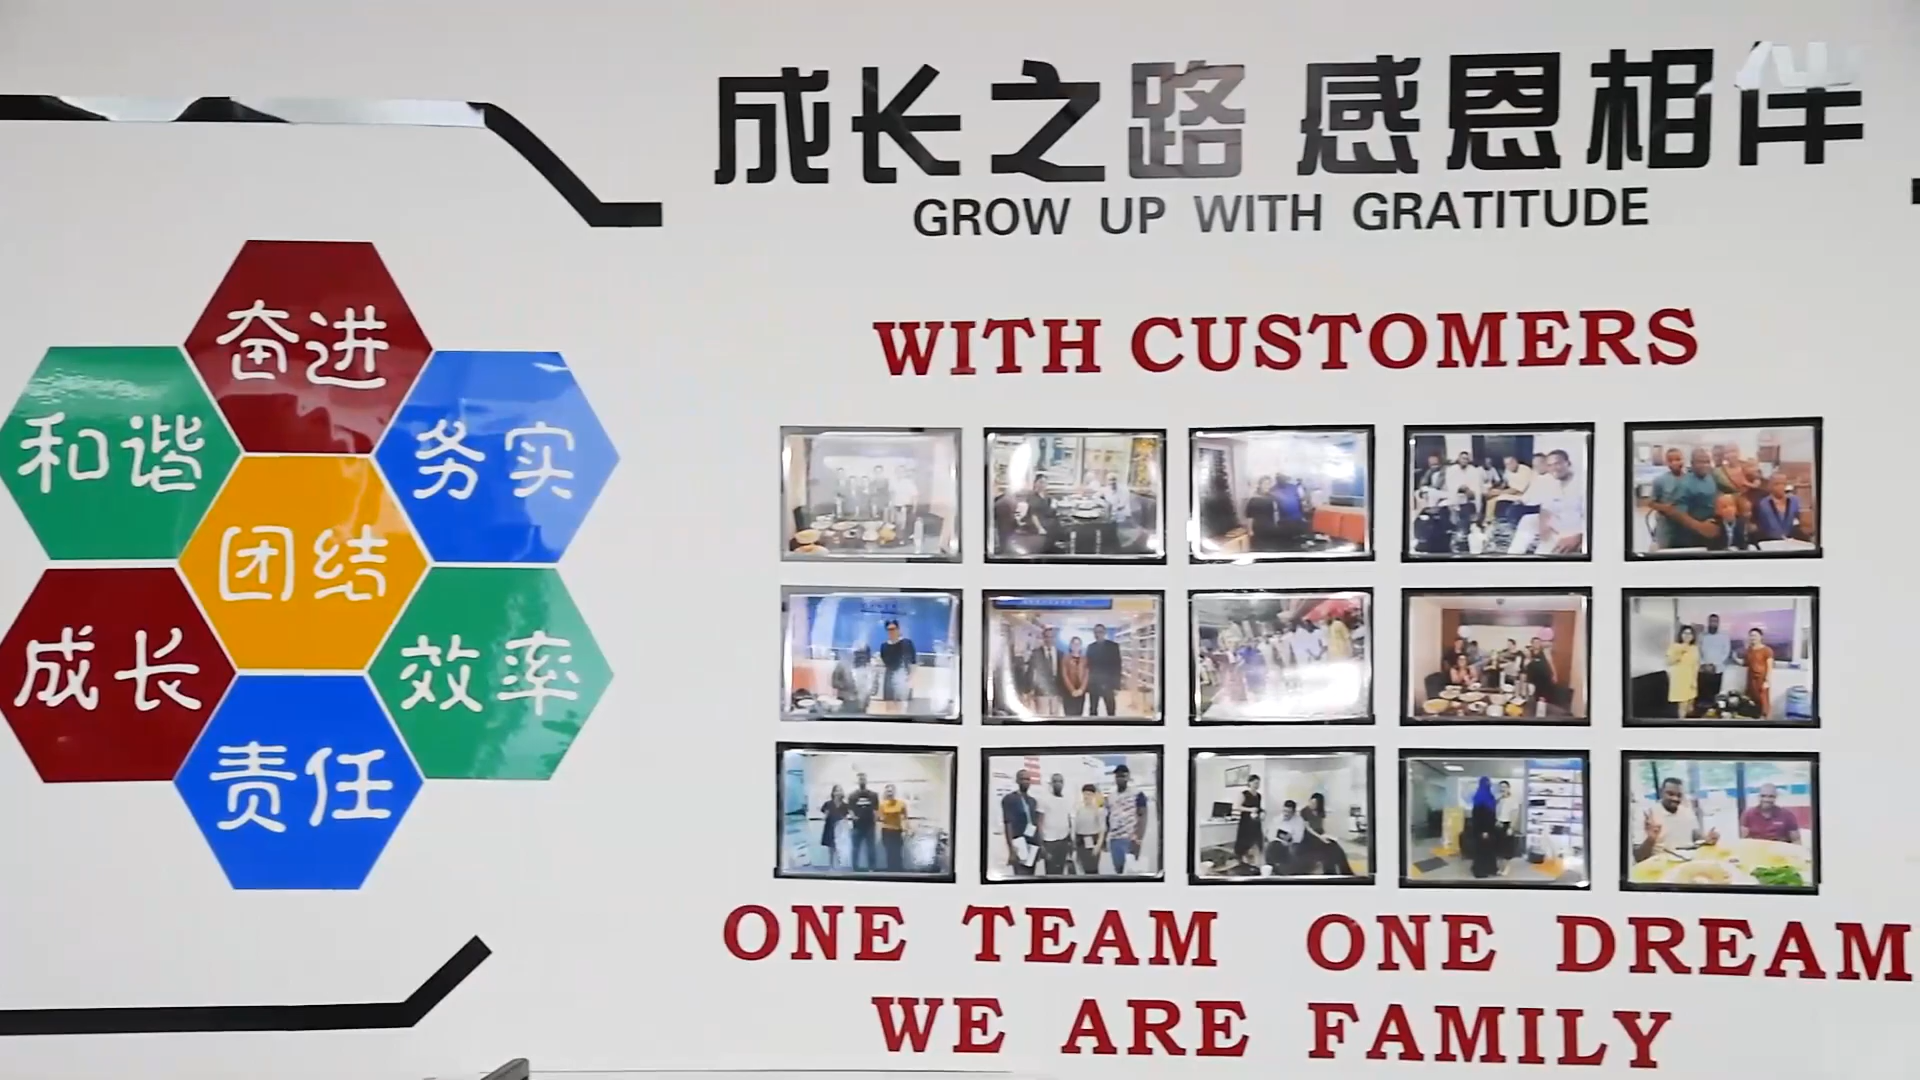 成长之路 感恩相伴
GROW UP WITH GRATITUDE
WITH CUSTOMERS
奋进
和谐
务实
团结
成长
效率
责任
ONE TEAM ONE DREAM
WE ARE FAMILY